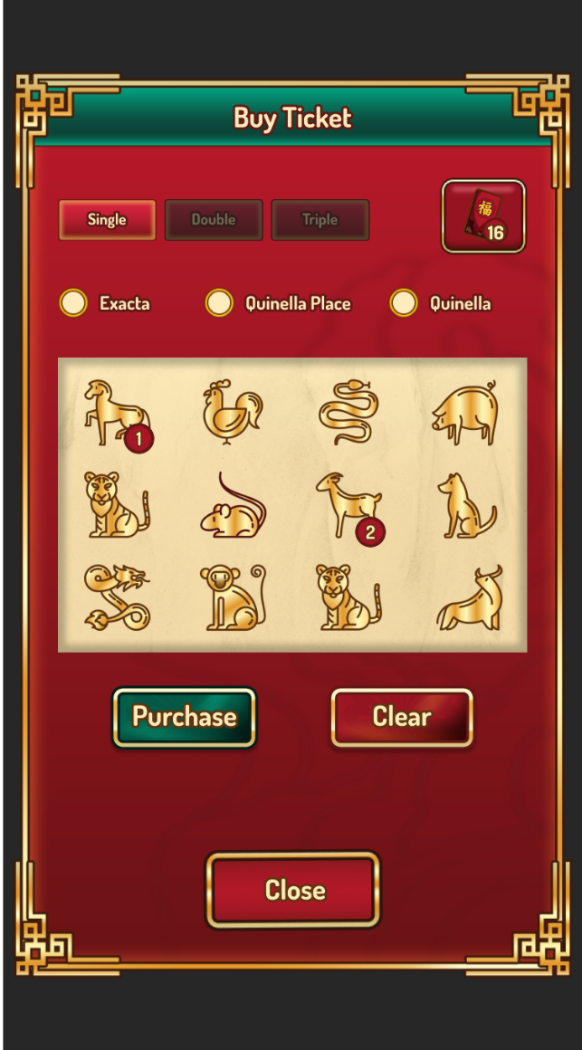 Buy Ticket
Single
Double
Triple
福
16
Exacta
Quinella Place
Quinella
1
2
Purchase
Clear
Close